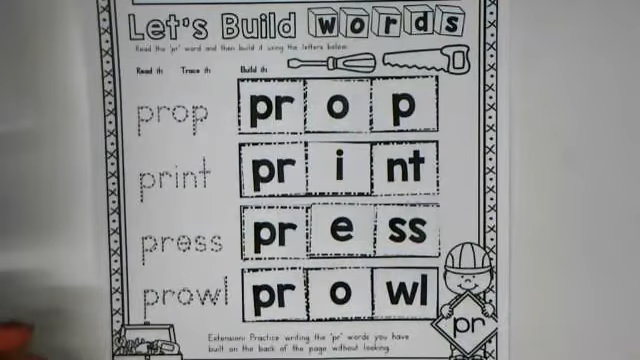 Let's Build words
Read the 'pr' word and then build it using the letters below.
Read It: Trace It: Build It:
prop pr o p
print pr i nt
press pr e ss
prowl pr o wl
pr
Extension: Practice writing the 'pr' words you have
built on the back of the page without looking.